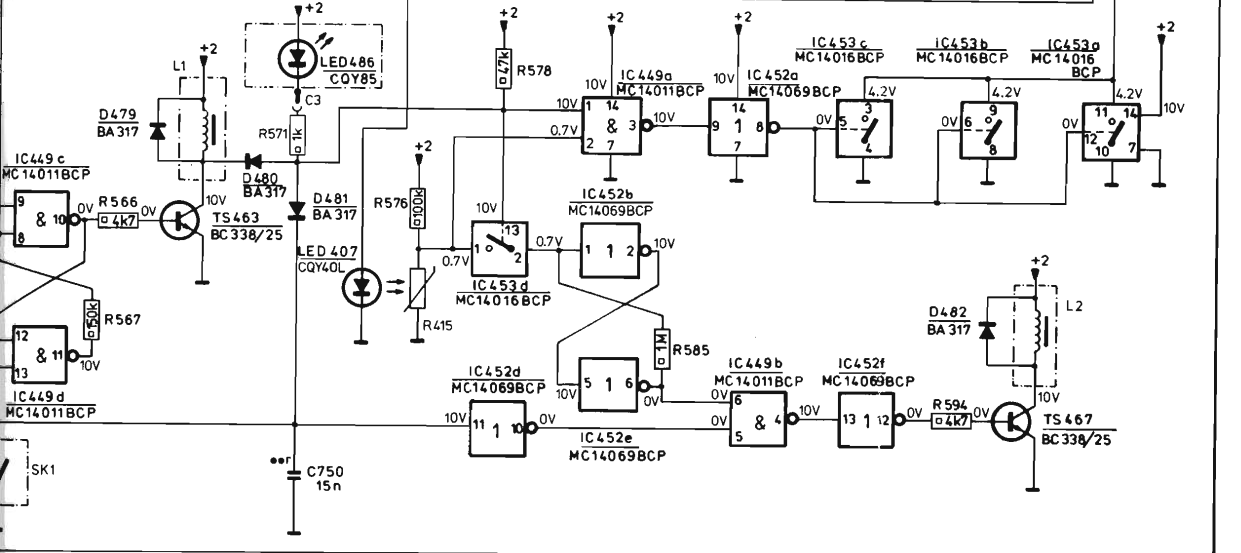 +2
LED486
CQY85
C3
R571
1k
L1
+2
D479
BA317
IC449c
MC14011BCP
9
8
&
10
0V
R566
4k7
0V
10V
TS463
BC338/25
D480
BA317
D481
BA317
R567
150k
12
13
&
11
10V
IC449d
MC14011BCP
SK1
C750
15n
LED407
CQY40L
+2
R576
100k
R415
+2
47k
R578
10V
13
1
2
0.7V
0.7V
IC453d
MC14016BCP
+2
10V
IC449a
MC14011BCP
10V
0.7V
1
14
2
&
3
7
10V
+2
10V
IC452a
MC14069BCP
14
9
1
8
7
IC453c
MC14016BCP
4.2V
0V
3
5
4
IC453b
MC14016BCP
4.2V
0V
9
6
8
IC453a
MC14016
BCP
4.2V
+2
10V
0V
11
14
12
10
7
IC452b
MC14069BCP
1
1
2
10V
1M
R585
5
1
6
10V
0V
IC452e
MC14069BCP
IC452d
MC14069BCP
10V
11
1
10
0V
IC449b
MC14011BCP
0V
6
0V
5
&
4
10V
IC452f
MC14069BCP
13
1
12
0V
R594
4k7
0V
10V
TS467
BC338/25
D482
BA317
+2
L2